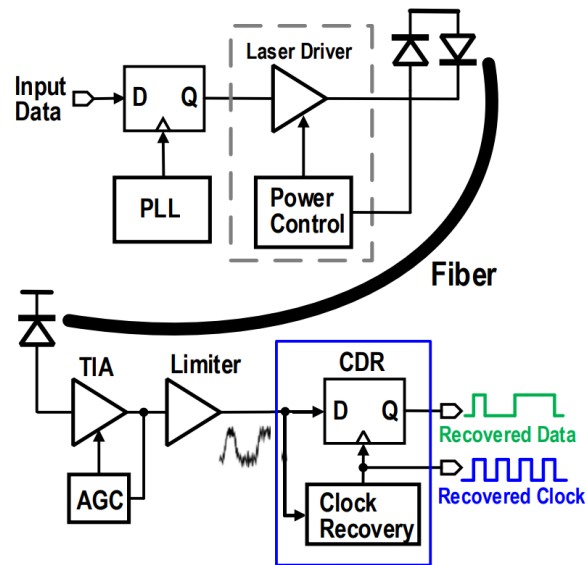 Laser Driver
Input
Data
D
Q
PLL
Power
Control
Fiber
TIA
Limiter
CDR
D
Q
Recovered Data
AGC
Clock
Recovery
Recovered Clock